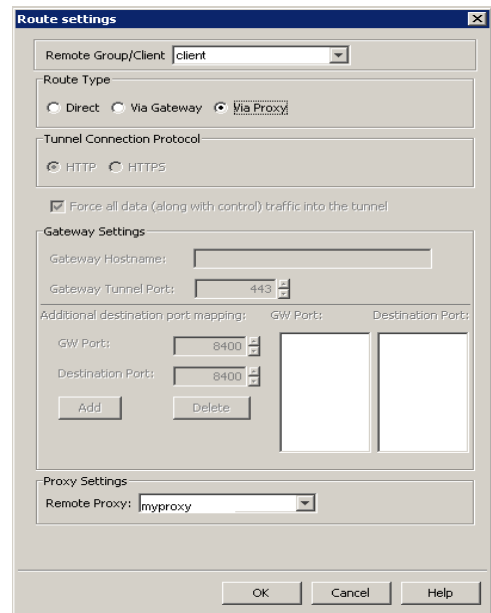 Route settings
Remote Group/Client client
Route Type
Direct Via Gateway Via Proxy
Tunnel Connection Protocol
HTTP HTTPS
Force all data (along with control) traffic into the tunnel
Gateway Settings
Gateway Hostname:
Gateway Tunnel Port: 443
Additional destination port mapping: GW Port: Destination Port:
GW Port: 8400
Destination Port: 8400
Add Delete
Proxy Settings
Remote Proxy: myproxy
OK Cancel Help